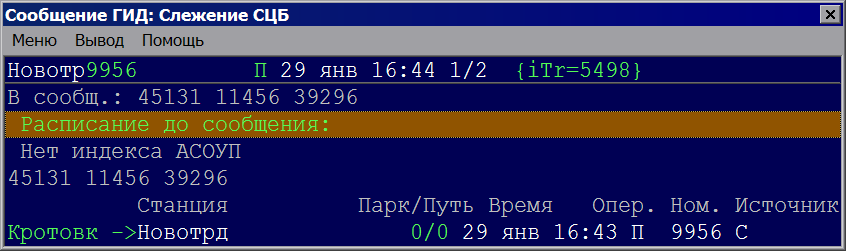 Сообщение ГИД: Слежение СЦБ
Меню Вывод Помощь
Новотр9956 П 29 янв 16:44 1/2 {iTr=5498}
В сообщ.: 45131 11456 39296
Расписание до сообщения:
Нет индекса АСОУП
45131 11456 39296
Станция Парк/Путь Время Опер. Ном. Источник
Кротовк ->Новотрд 0/0 29 янв 16:43 П 9956 С